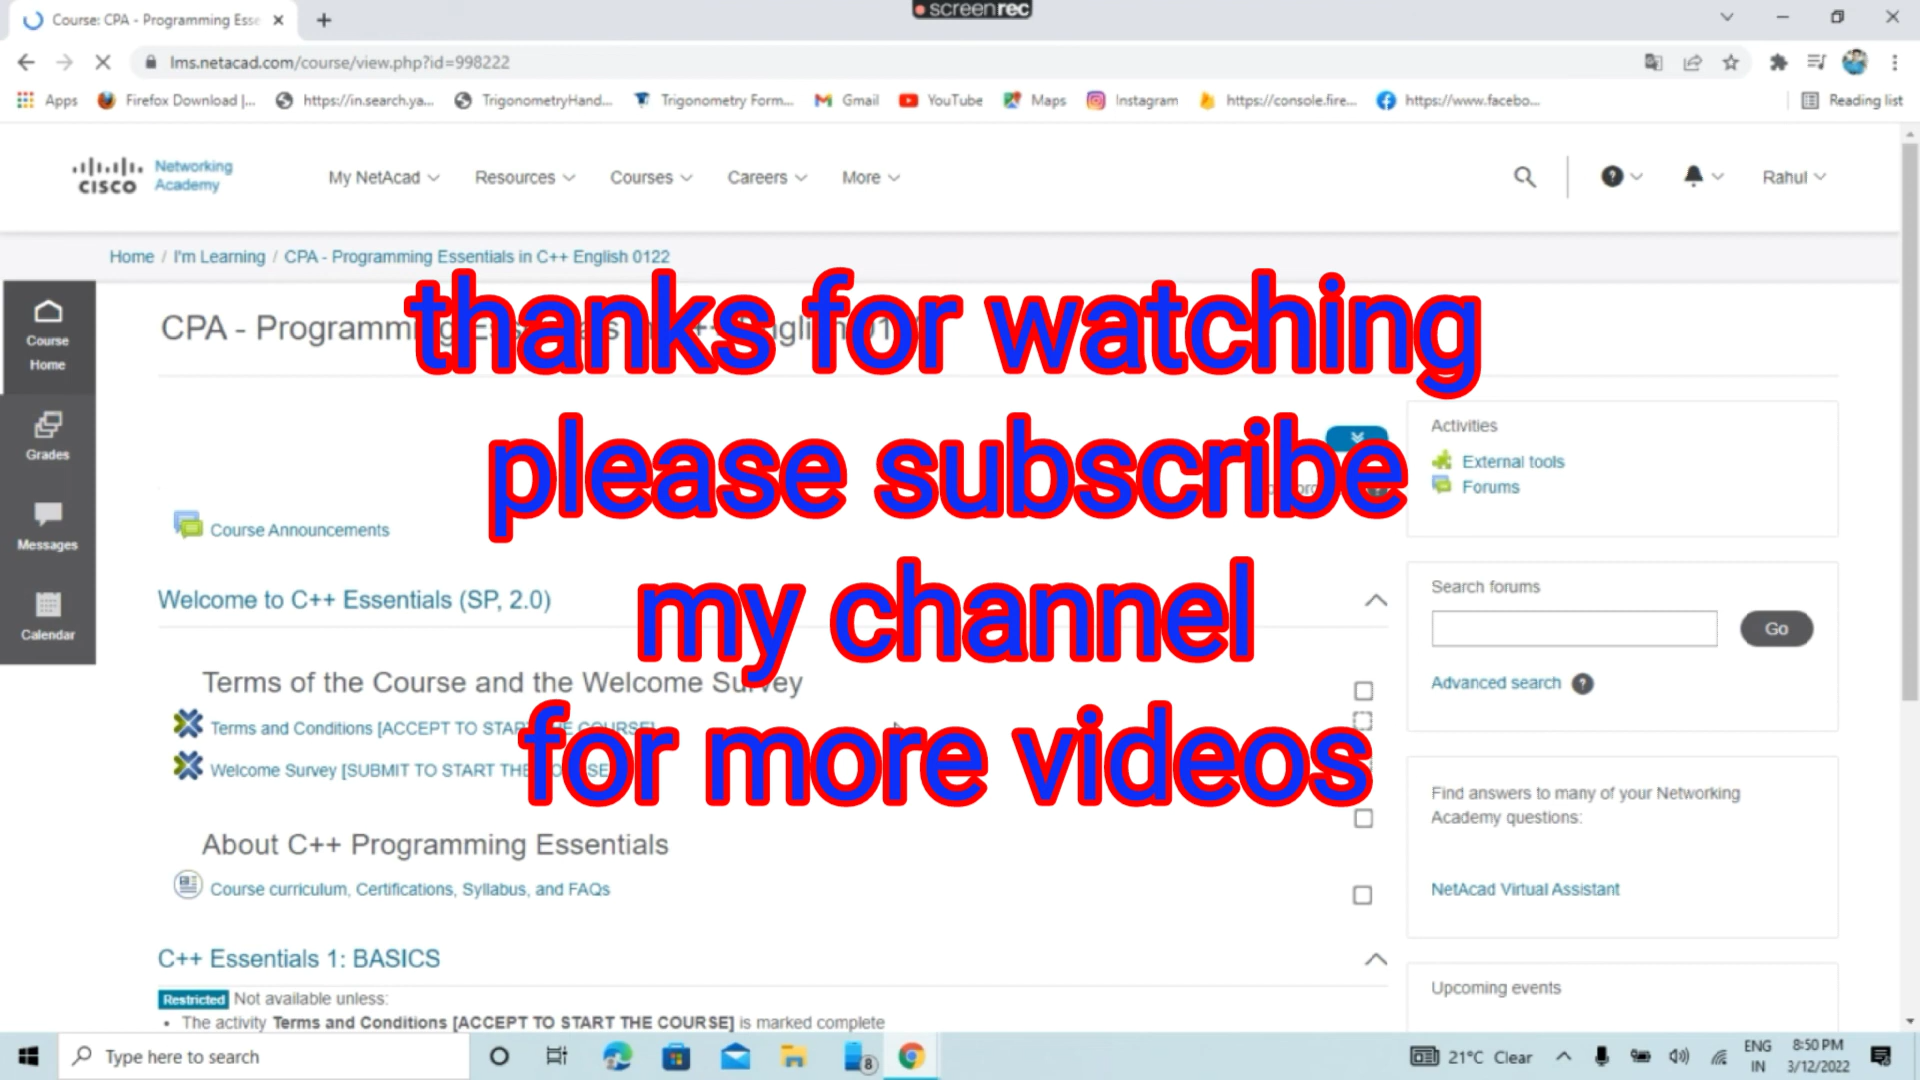 Course: CPA - Programming Esse
screenrec
lms.netacad.com/course/view.php?id=998222
Apps
Firefox Download |...
https://in.search.ya...
TrigonometryHand...
Trigonometry Form...
Gmail
YouTube
Maps
Instagram
https://console.fire...
https://www.facebo...
Reading list
CISCO
Networking
Academy
My NetAcad
Resources
Courses
Careers
More
Rahul
Home / I'm Learning / CPA - Programming Essentials in C++ English 0122
Course
Home
Grades
Messages
Calendar
CPA - Programming
thanks for watching
please subscribe
my channel
for more videos
Course Announcements
Welcome to C++ Essentials (SP, 2.0)
Terms of the Course and the Welcome Survey
Terms and Conditions [ACCEPT TO START THE COURSE]
Welcome Survey [SUBMIT TO START THE
About C++ Programming Essentials
Course curriculum, Certifications, Syllabus, and FAQs
C++ Essentials 1: BASICS
Restricted Not available unless:
• The activity Terms and Conditions [ACCEPT TO START THE COURSE] is marked complete
Activities
External tools
Forums
Search forums
Go
Advanced search
Find answers to many of your Networking
Academy questions:
NetAcad Virtual Assistant
Upcoming events
Type here to search
8
21°C Clear
ENG
IN
8:50 PM
3/12/2022